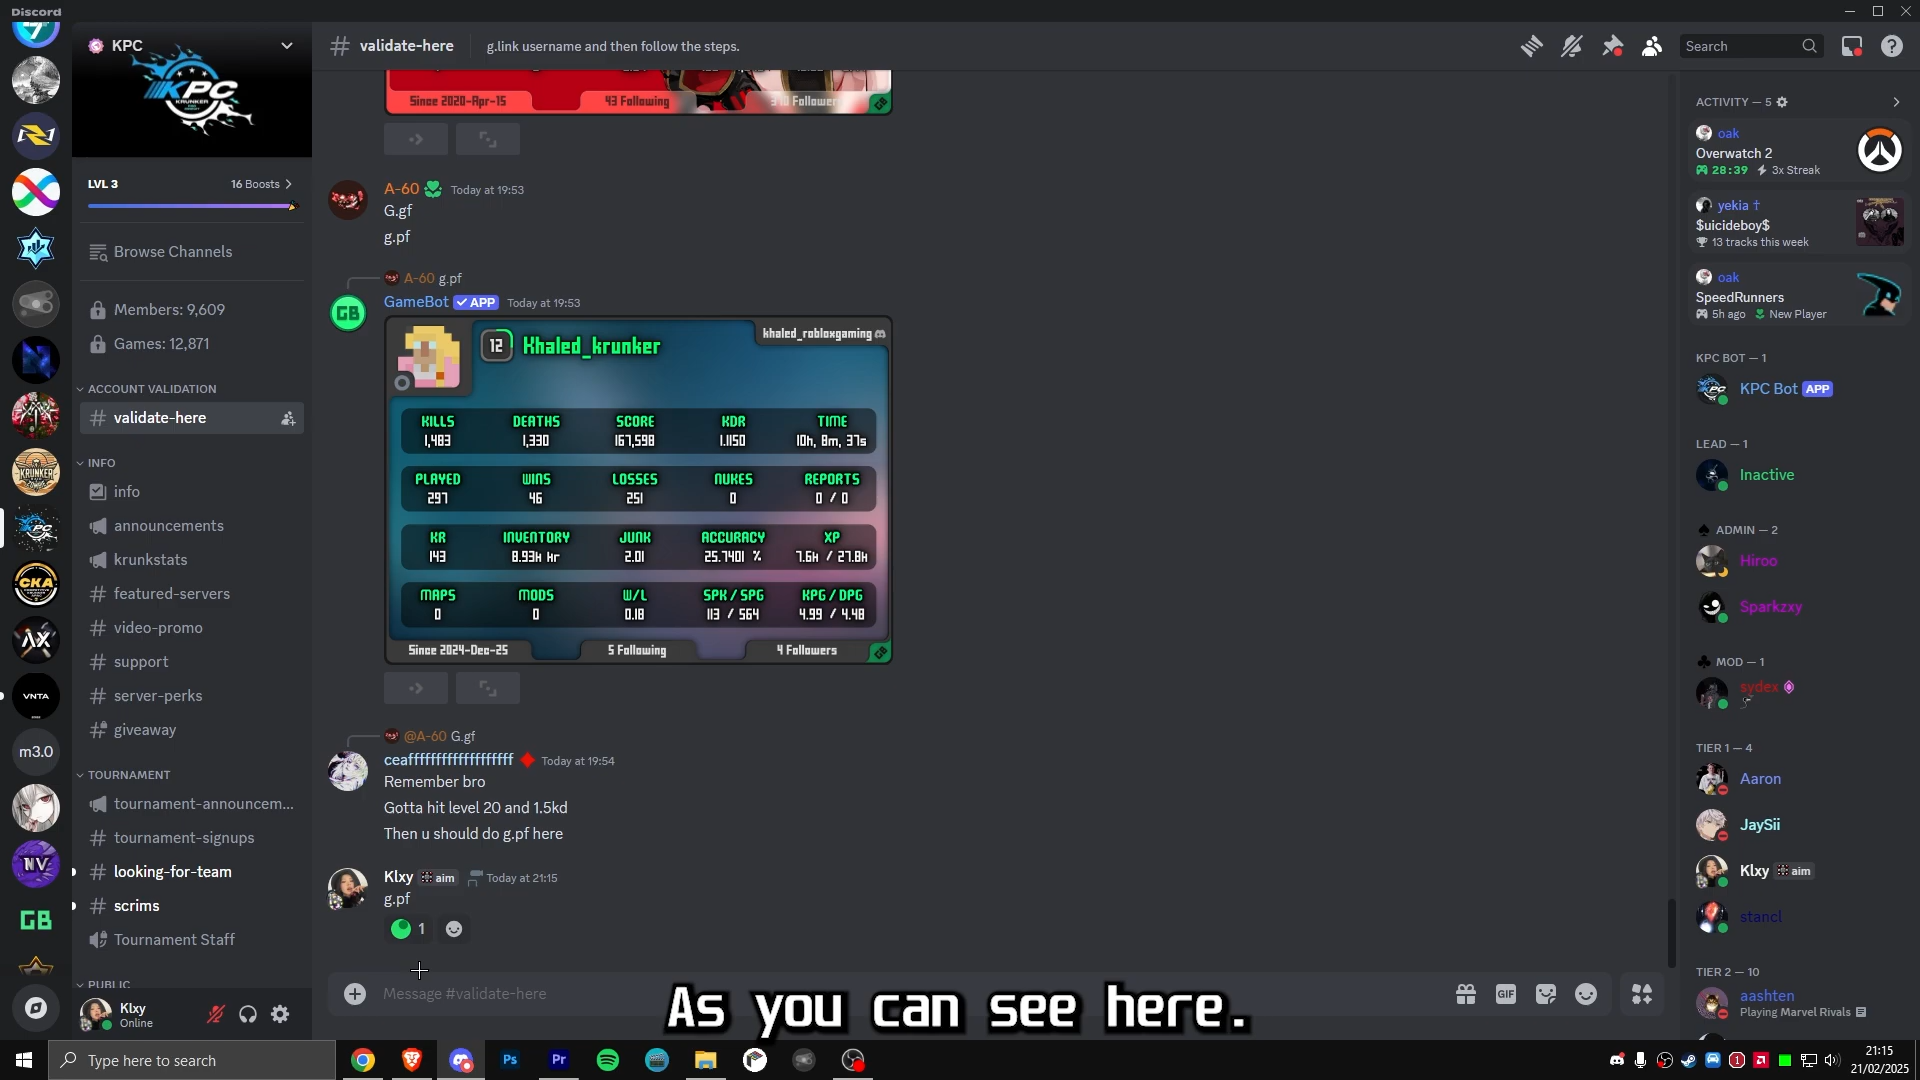 Discord
KPC
KPC
KRUNKER
LVL 3
16 Boosts
Browse Channels
Members: 9,609
Games: 12,871
ACCOUNT VALIDATION
validate-here
INFO
info
announcements
krunkstats
featured-servers
video-promo
support
server-perks
giveaway
TOURNAMENT
tournament-announcem...
tournament-signups
looking-for-team
scrims
Tournament Staff
PUBLIC
Klxy
Online
CKA
VNTA
m3.0
NV
GB
validate-here
g.link username and then follow the steps.
Search
Since 2020-Apr-15
43 Following
A-60 Today at 19:53
G.gf
g.pf
A-60 g.pf
GB
GameBot APP Today at 19:53
12 Khaled_krunker
khaled_robloxgaming
KILLS DEATHS SCORE KDR TIME
1,483 1,330 167,598 1.1150 10h, 8m, 37s
PLAYED WINS LOSSES NUKES REPORTS
297 46 251 0 0 / 0
KR INVENTORY JUNK ACCURACY XP
143 8.93K Kr 2.01 25.7401 % 7.6K / 27.8K
MAPS MODS W/L SPK / SPG KPG / DPG
0 0 0.18 113 / 564 4.99 / 4.48
Since 2024-Dec-25
5 Following
4 Followers
@A-60 G.gf
ceafffffffffffffffffff Today at 19:54
Remember bro
Gotta hit level 20 and 1.5kd
Then u should do g.pf here
Klxy aim Today at 21:15
g.pf
1
Message #validate-here
GIF
As you can see here.
ACTIVITY — 5
oak
Overwatch 2
28:39 3x Streak
yekia †
$uicideboy$
13 tracks this week
oak
SpeedRunners
5h ago New Player
KPC BOT — 1
KPC Bot APP
LEAD — 1
Inactive
ADMIN — 2
Hiroo
Sparkzxy
MOD — 1
sydex
TIER 1 — 4
Aaron
JaySii
Klxy aim
stancl
TIER 2 — 10
aashten
Playing Marvel Rivals
Type here to search
Ps
Pr
21:15
21/02/2025